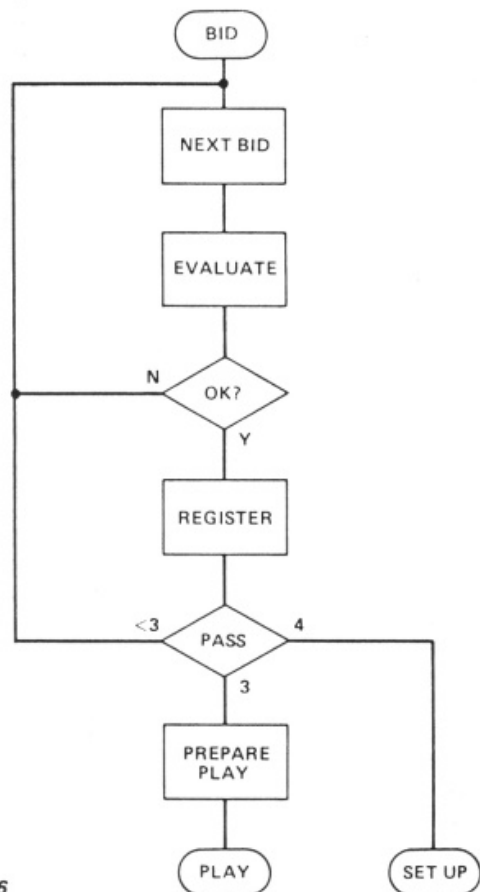 BID
NEXT BID
EVALUATE
N
OK?
Y
REGISTER
<3
PASS
4
3
PREPARE
PLAY
PLAY
SET UP